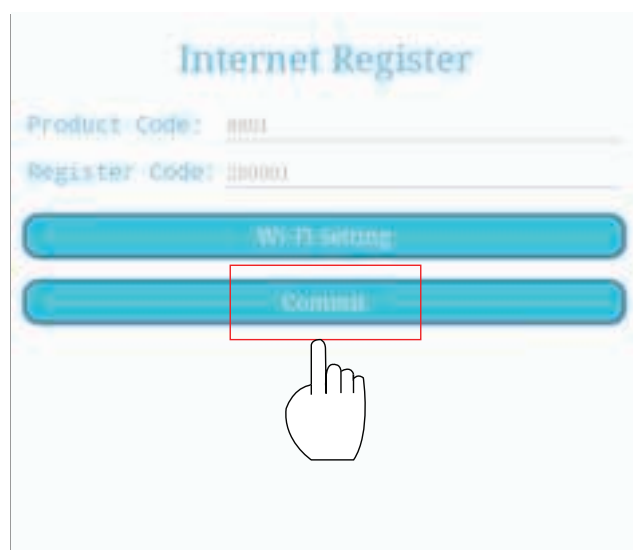 Internet Register
Product Code:
Register Code:
Wi-Fi setting
Commit